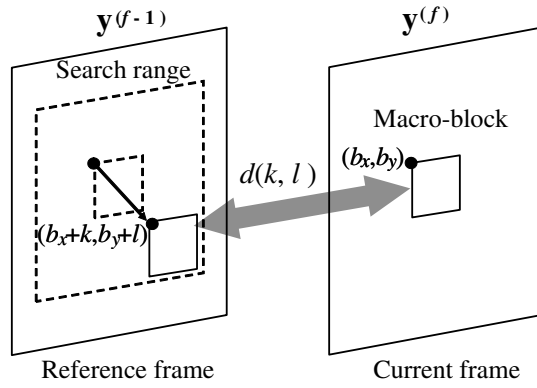 y(f - 1)
y(f)
Search range
Macro-block
(bx,by)
d(k, l )
(bx+k,by+l)
Reference frame
Current frame